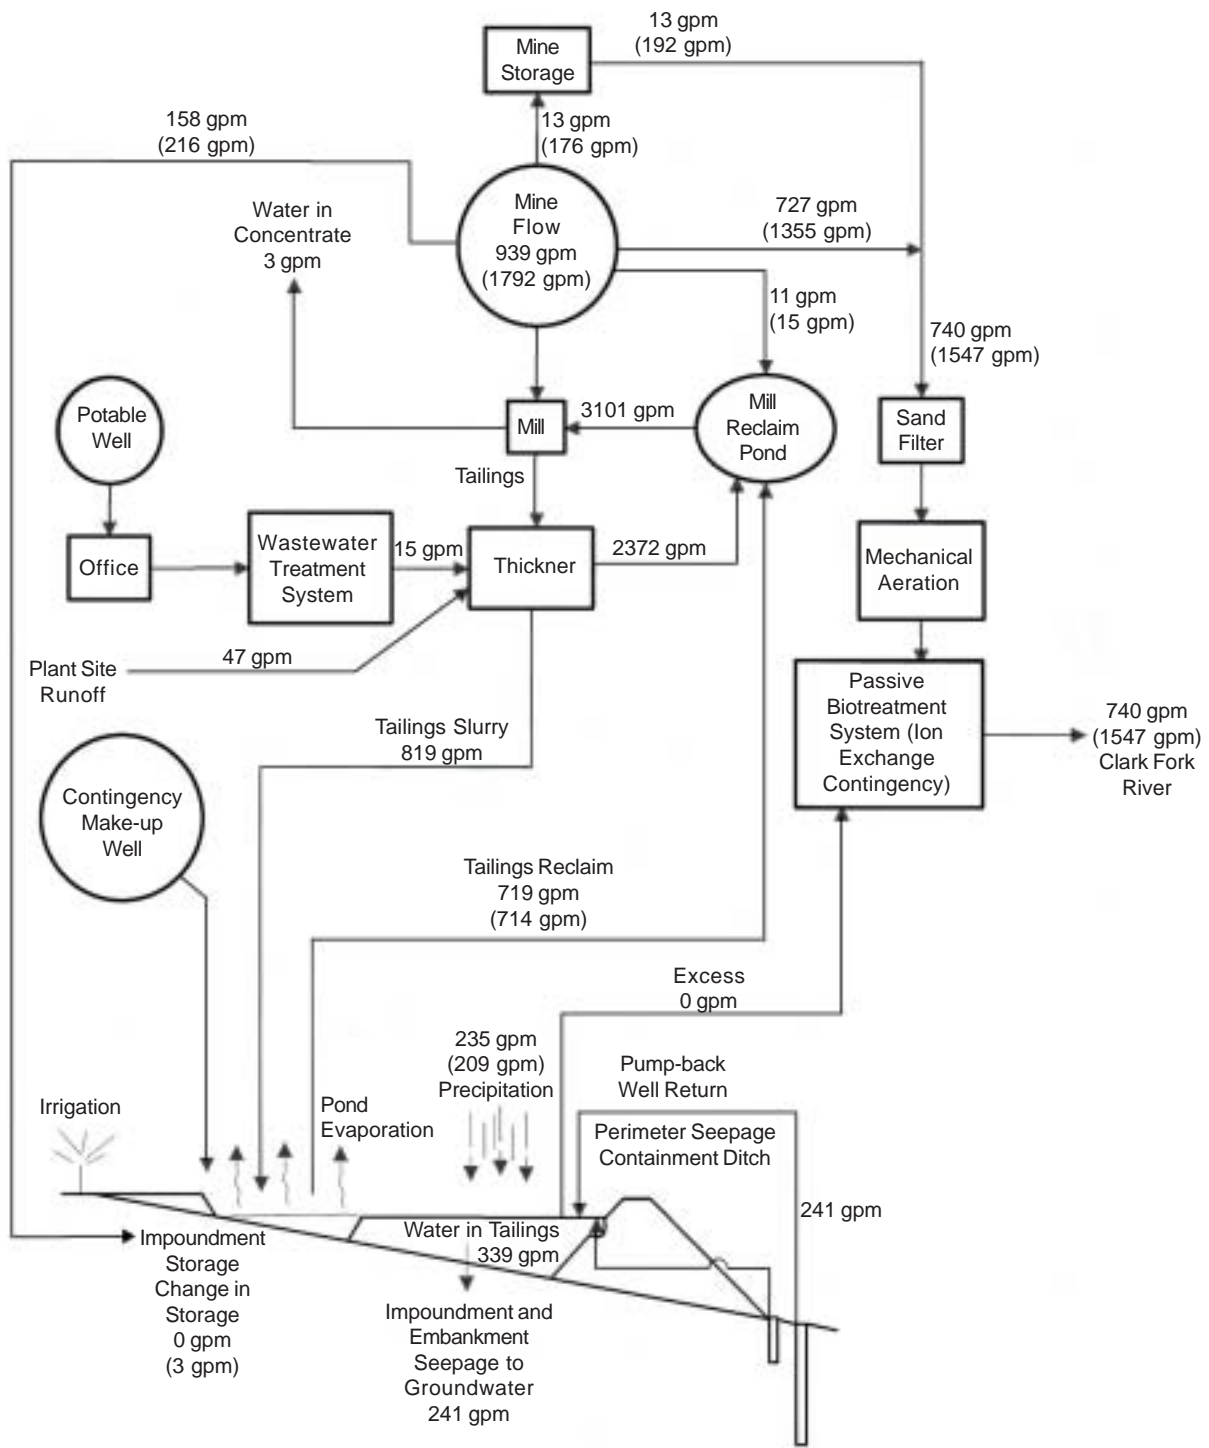 13 gpm
(192 gpm)
Mine
Storage
158 gpm
(216 gpm)
13 gpm
(176 gpm)
Mine
Flow
939 gpm
(1792 gpm)
Water in
Concentrate
3 gpm
727 gpm
(1355 gpm)
11 gpm
(15 gpm)
740 gpm
(1547 gpm)
Potable
Well
Mill
3101 gpm
Mill
Reclaim
Pond
Sand
Filter
Tailings
Office
Wastewater
Treatment
System
15 gpm
Thickner
2372 gpm
Mechanical
Aeration
Plant Site
Runoff
47 gpm
Passive
Biotreatment
System (Ion
Exchange
Contingency)
740 gpm
(1547 gpm)
Clark Fork
River
Tailings Slurry
819 gpm
Contingency
Make-up
Well
Tailings Reclaim
719 gpm
(714 gpm)
Excess
0 gpm
235 gpm
(209 gpm)
Precipitation
Pump-back
Well Return
Irrigation
Pond
Evaporation
Perimeter Seepage
Containment Ditch
241 gpm
Water in Tailings
339 gpm
Impoundment
Storage
Change in
Storage
0 gpm
(3 gpm)
Impoundment and
Embankment
Seepage to
Groundwater
241 gpm